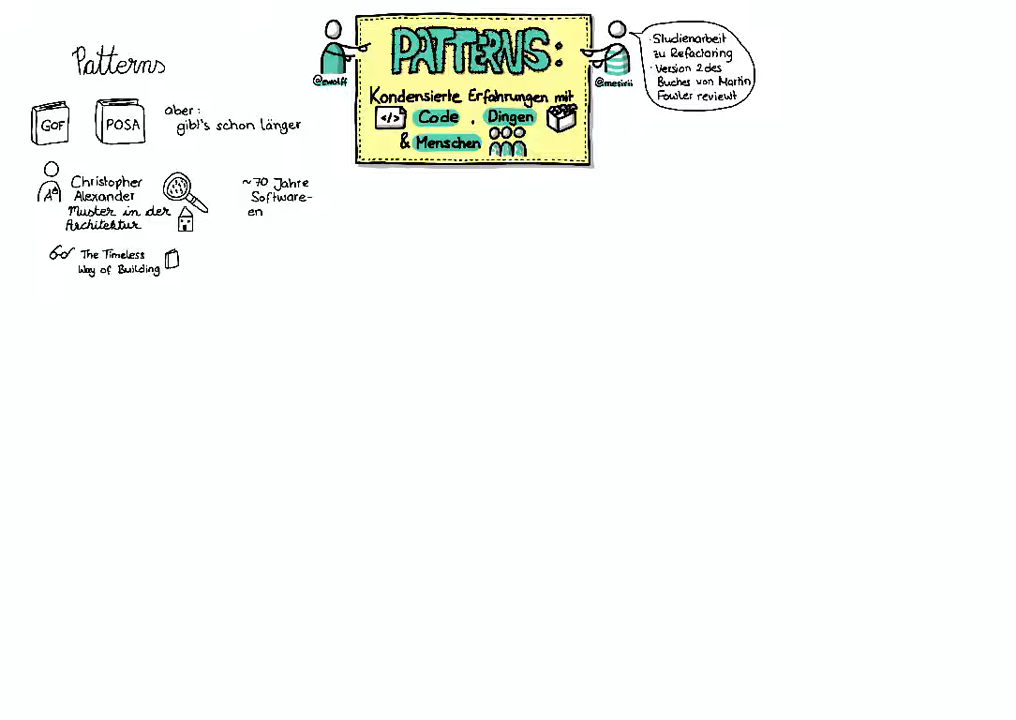 PATTERNS:
Kondensierte Erfahrungen mit
</> Code , Dingen
& Menschen
@ewolff
@mesirii
· Studienarbeit
zu Refactoring
· Version 2 des
Buches von Martin
Fowler reviewt
Patterns
GOF
POSA
aber:
gibt's schon länger
Christopher
Alexander
Muster in der
Architektur
A
The Timeless
Way of Building
~70 Jahre
Software-
en